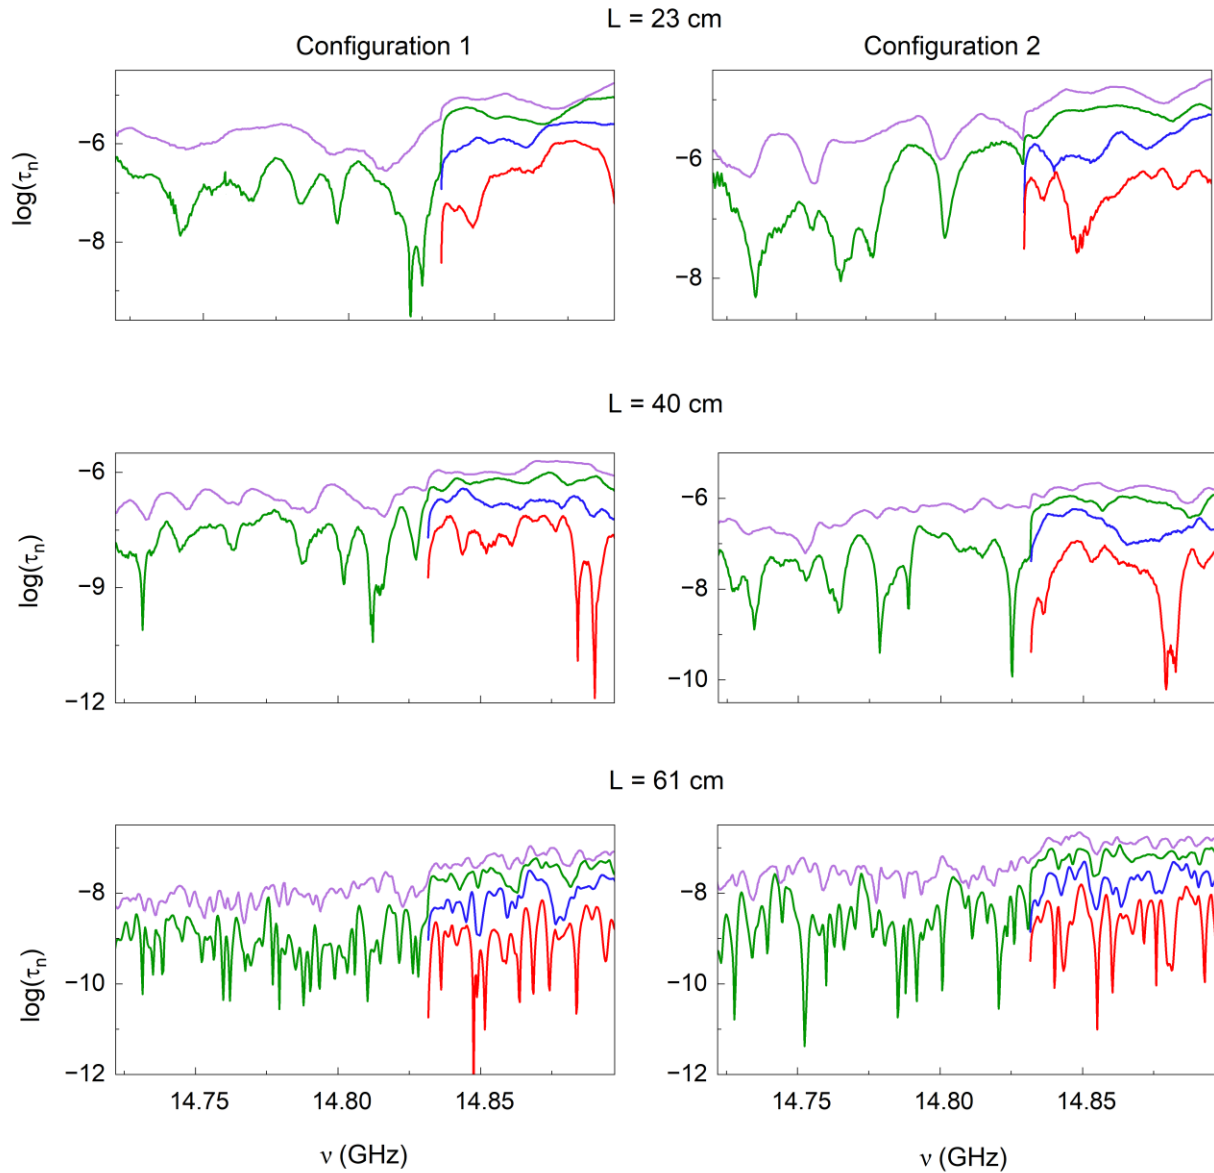 L = 23 cm
Configuration 1
Configuration 2
−6
−8
log(τₙ)
−6
−8
L = 40 cm
−6
−9
−12
log(τₙ)
−6
−8
−10
L = 61 cm
−8
−10
−12
log(τₙ)
14.75
14.80
14.85
ν (GHz)
−8
−10
−12
14.75
14.80
14.85
ν (GHz)